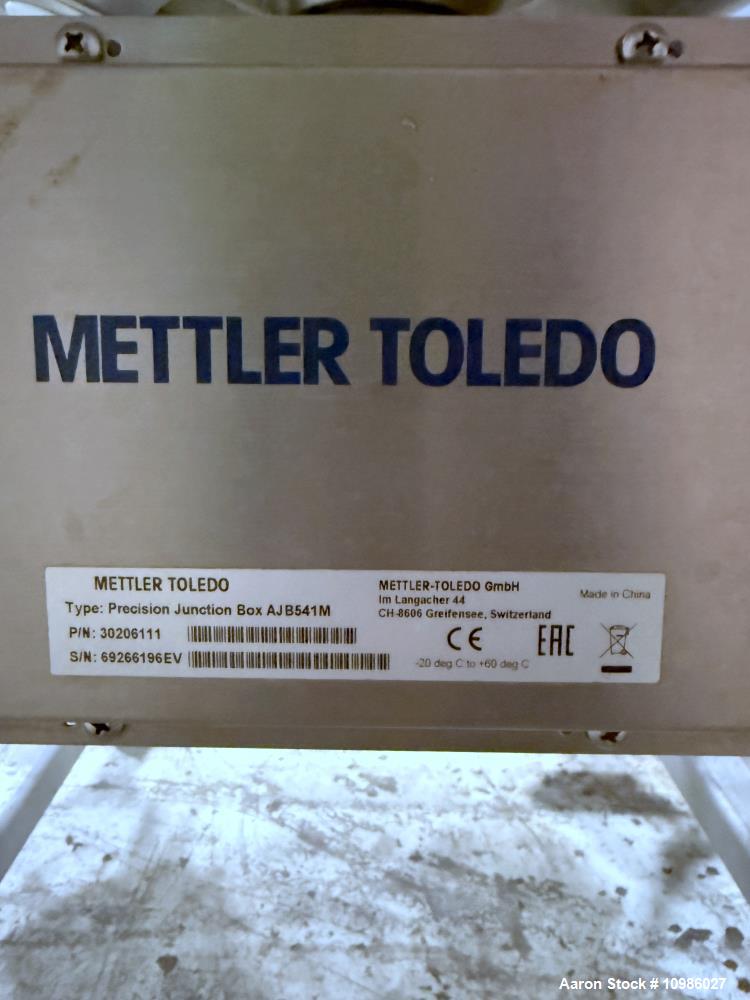 METTLER TOLEDO
METTLER TOLEDO
Type: Precision Junction Box AJB541M
P/N: 30206111
S/N: 69266196EV
METTLER-TOLEDO GmbH
Im Langacher 44
CH-8606 Greifensee, Switzerland
CE EAC
-20 deg C to +60 deg C
Made in China
Aaron Stock # 10986027